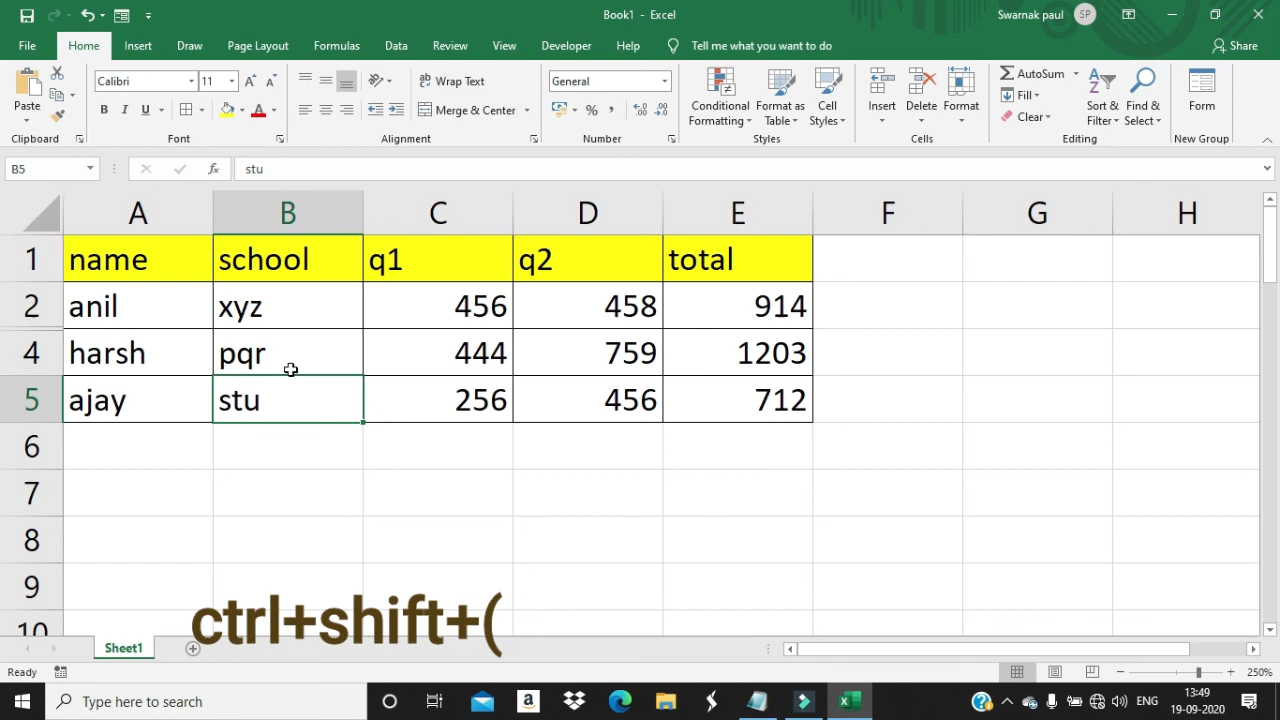 Book1 - Excel
Swarnak paul SP
File Home Insert Draw Page Layout Formulas Data Review View Developer Help Tell me what you want to do Share
Paste
Clipboard
Calibri 11
B I U
Font
Wrap Text
Merge & Center
Alignment
General
Number
Conditional Formatting
Format as Table
Cell Styles
Styles
Insert
Delete
Format
Cells
AutoSum
Fill
Clear
Sort & Filter
Find & Select
Editing
Form
New Group
B5 fx stu
A B C D E F G H
1 name school q1 q2 total
2 anil xyz 456 458 914
4 harsh pqr 444 759 1203
5 ajay stu 256 456 712
6
7
8
9
10
ctrl+shift+(
Sheet1
Ready 250%
Type here to search
ENG 13:49
19-09-2020